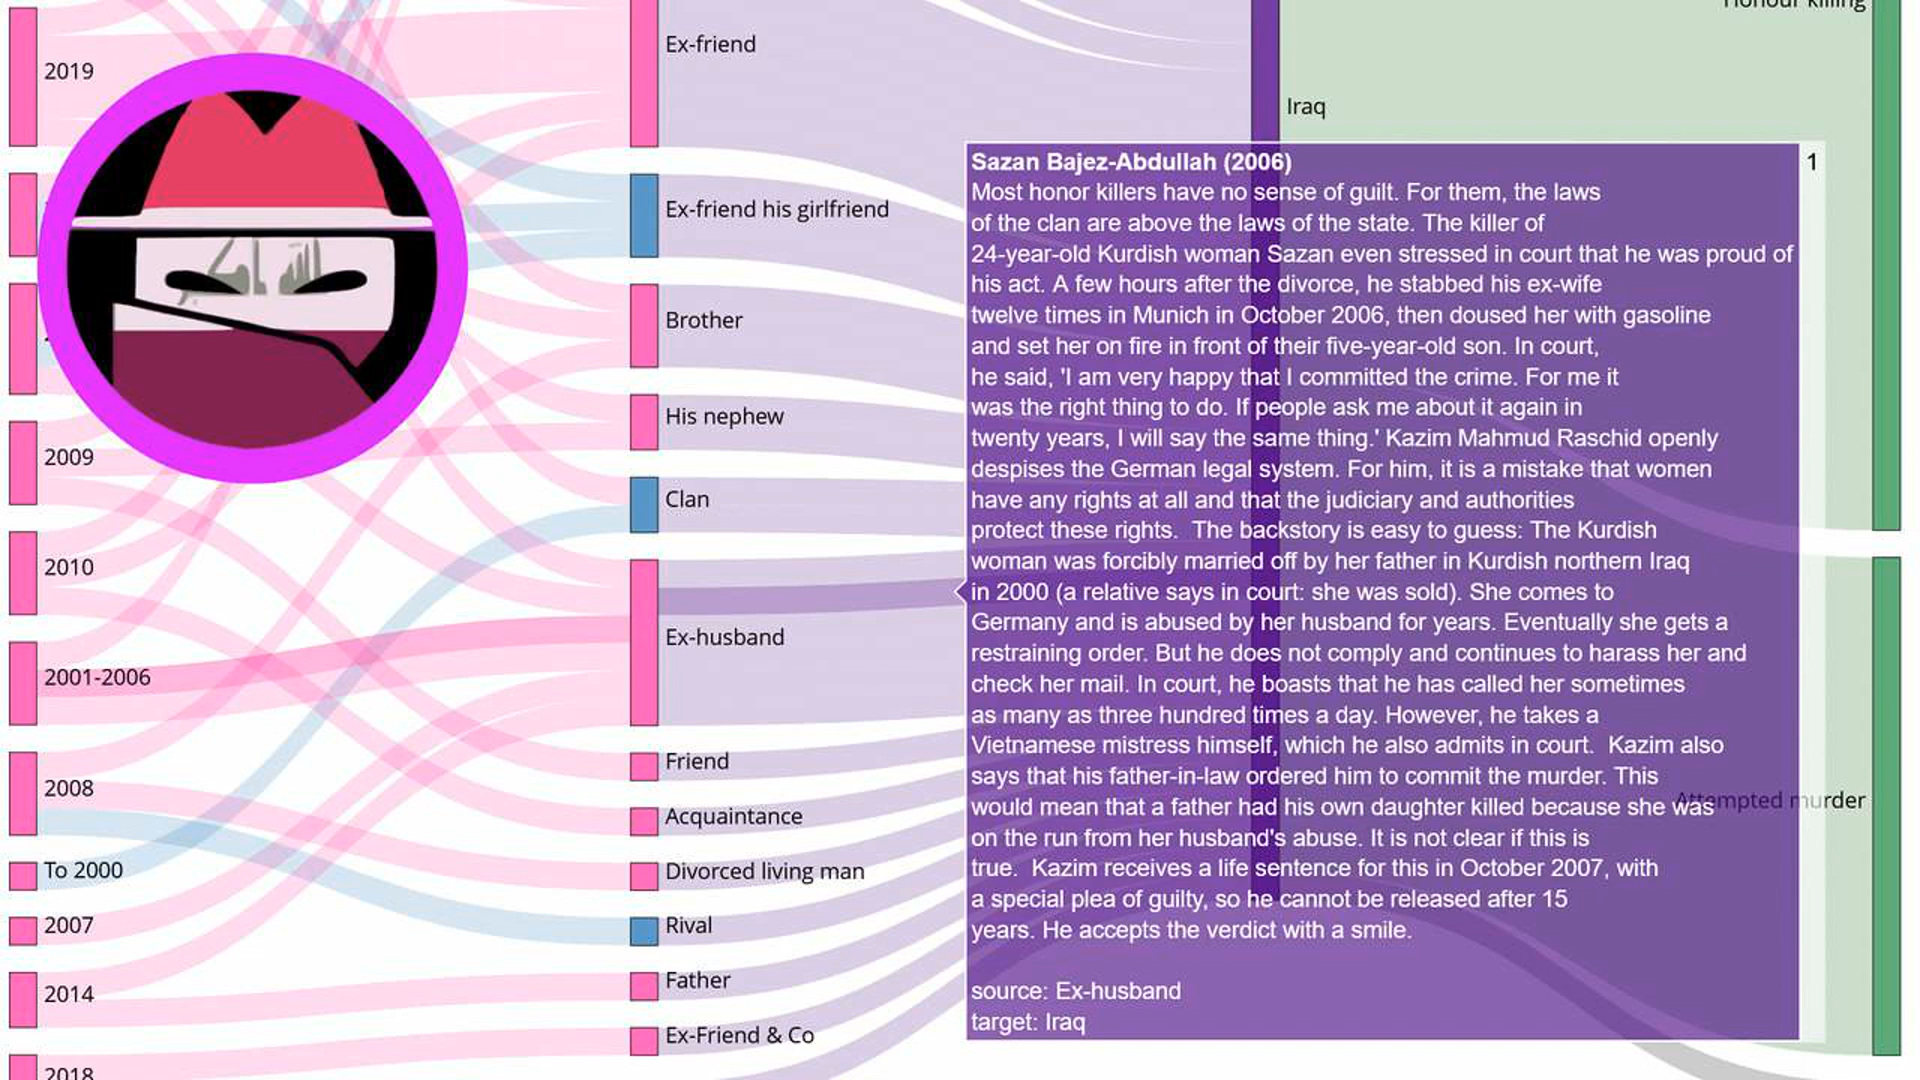 Honour killing
2019
Ex-friend
Iraq
Ex-friend his girlfriend
Brother
His nephew
2009
Clan
2010
Ex-husband
2001-2006
Friend
2008
Acquaintance
Attempted murder
To 2000
Divorced living man
2007
Rival
2014
Father
Ex-Friend & Co
2018
Sazan Bajez-Abdullah (2006)
1
Most honor killers have no sense of guilt. For them, the laws
of the clan are above the laws of the state. The killer of
24-year-old Kurdish woman Sazan even stressed in court that he was proud of
his act. A few hours after the divorce, he stabbed his ex-wife
twelve times in Munich in October 2006, then doused her with gasoline
and set her on fire in front of their five-year-old son. In court,
he said, 'I am very happy that I committed the crime. For me it
was the right thing to do. If people ask me about it again in
twenty years, I will say the same thing.' Kazim Mahmud Raschid openly
despises the German legal system. For him, it is a mistake that women
have any rights at all and that the judiciary and authorities
protect these rights.  The backstory is easy to guess: The Kurdish
woman was forcibly married off by her father in Kurdish northern Iraq
in 2000 (a relative says in court: she was sold). She comes to
Germany and is abused by her husband for years. Eventually she gets a
restraining order. But he does not comply and continues to harass her and
check her mail. In court, he boasts that he has called her sometimes
as many as three hundred times a day. However, he takes a
Vietnamese mistress himself, which he also admits in court.  Kazim also
says that his father-in-law ordered him to commit the murder. This
would mean that a father had his own daughter killed because she was
on the run from her husband's abuse. It is not clear if this is
true.  Kazim receives a life sentence for this in October 2007, with
a special plea of guilty, so he cannot be released after 15
years. He accepts the verdict with a smile.
source: Ex-husband
target: Iraq